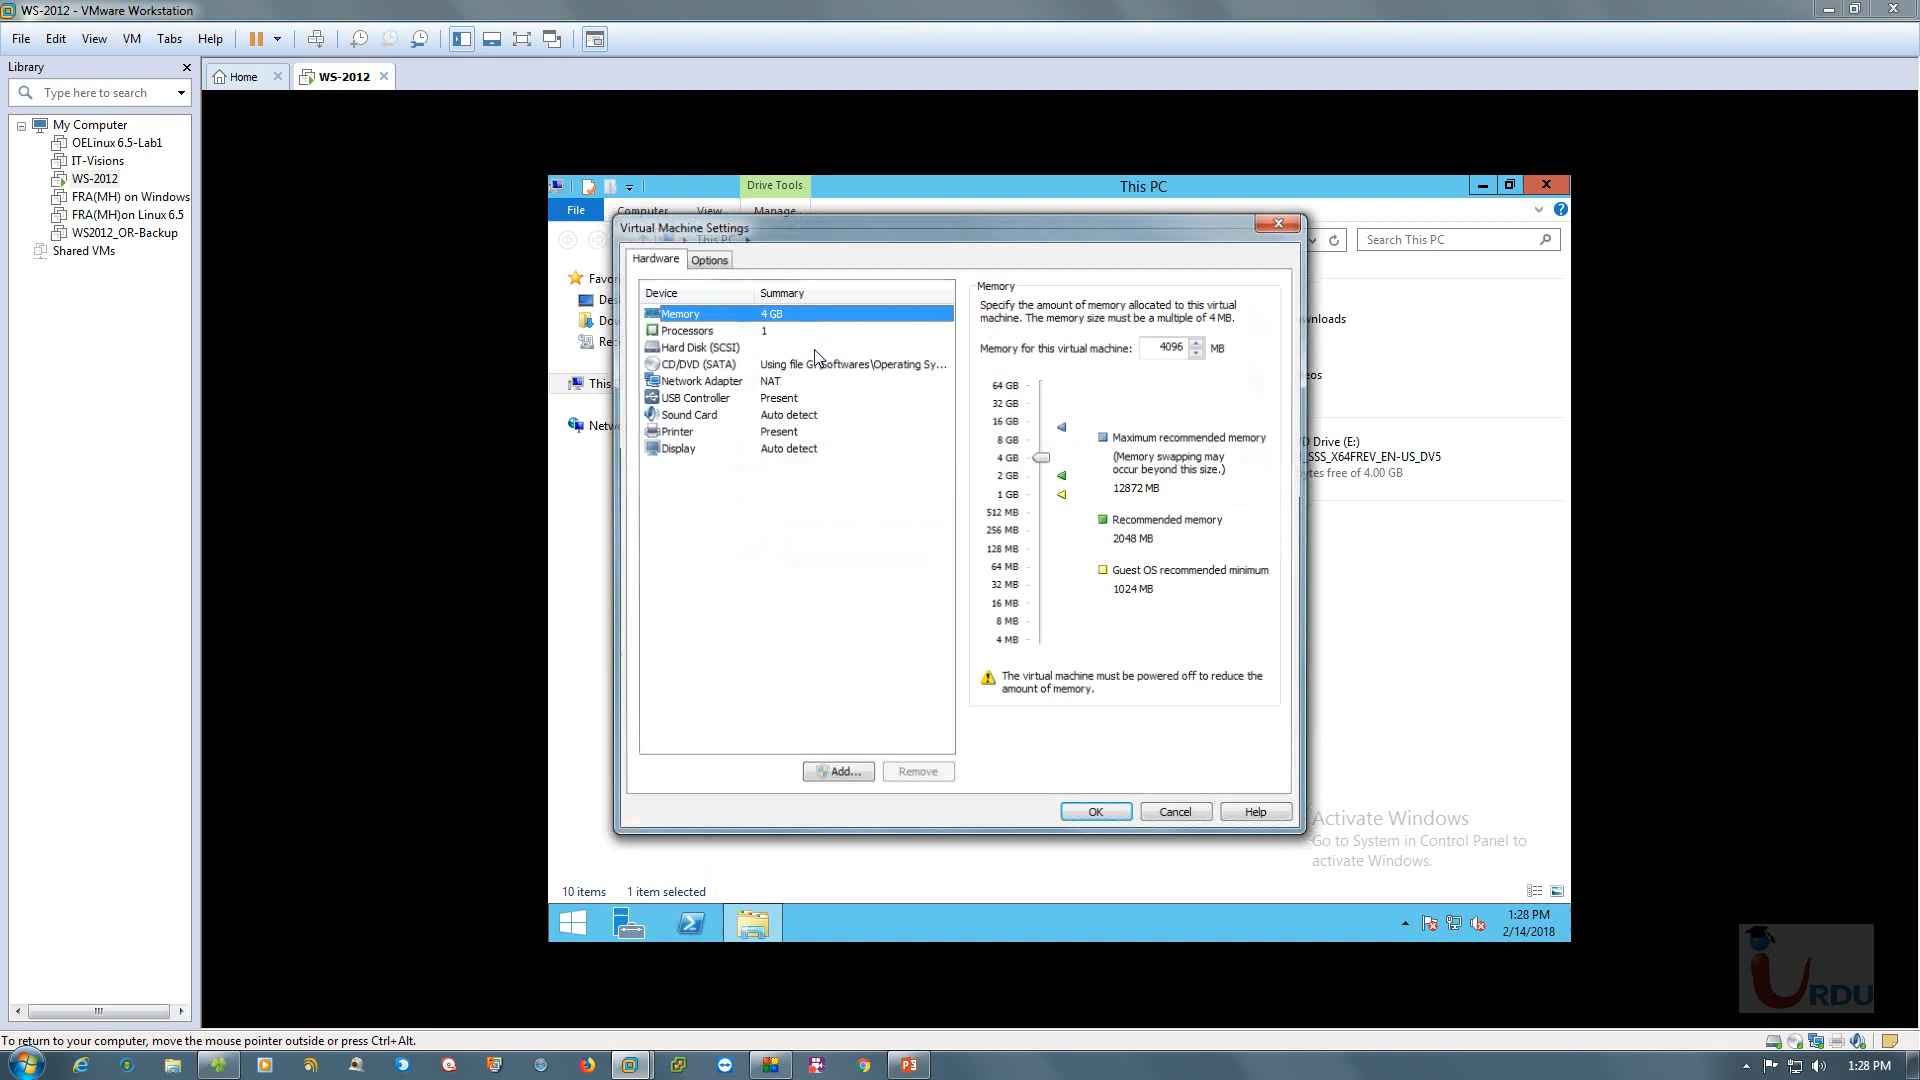 WS-2012 - VMware Workstation
File Edit View VM Tabs Help
Library
Type here to search
My Computer
OELinux 6.5-Lab1
IT-Visions
WS-2012
FRA(MH) on Windows
FRA(MH)on Linux 6.5
WS2012_OR-Backup
Shared VMs
Home
WS-2012
Drive Tools
This PC
File Computer View Manage
This PC
Search This PC
Favo
Des
Do
Rec
This
Netw
Virtual Machine Settings
Hardware Options
Device Summary
Memory 4 GB
Processors 1
Hard Disk (SCSI)
CD/DVD (SATA) Using file G:\Softwares\Operating Sy...
Network Adapter NAT
USB Controller Present
Sound Card Auto detect
Printer Present
Display Auto detect
Add... Remove
Memory
Specify the amount of memory allocated to this virtual
machine. The memory size must be a multiple of 4 MB.
Memory for this virtual machine: 4096 MB
64 GB
32 GB
16 GB
8 GB
4 GB
2 GB
1 GB
512 MB
256 MB
128 MB
64 MB
32 MB
16 MB
8 MB
4 MB
Maximum recommended memory
(Memory swapping may
occur beyond this size.)
12872 MB
Recommended memory
2048 MB
Guest OS recommended minimum
1024 MB
The virtual machine must be powered off to reduce the
amount of memory.
OK Cancel Help
wnloads
eos
D Drive (E:)
_SSS_X64FREV_EN-US_DV5
ytes free of 4.00 GB
Activate Windows
Go to System in Control Panel to
activate Windows.
10 items 1 item selected
1:28 PM
2/14/2018
URDU
To return to your computer, move the mouse pointer outside or press Ctrl+Alt.
1:28 PM